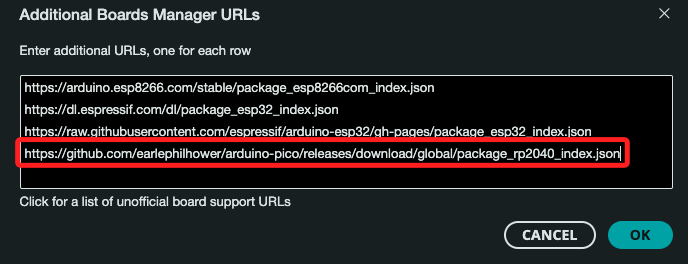 Additional Boards Manager URLs
Enter additional URLs, one for each row
https://arduino.esp8266.com/stable/package_esp8266com_index.json
https://dl.espressif.com/dl/package_esp32_index.json
https://raw.githubusercontent.com/espressif/arduino-esp32/gh-pages/package_esp32_index.json
https://github.com/earlephilhower/arduino-pico/releases/download/global/package_rp2040_index.json
Click for a list of unofficial board support URLs
CANCEL
OK